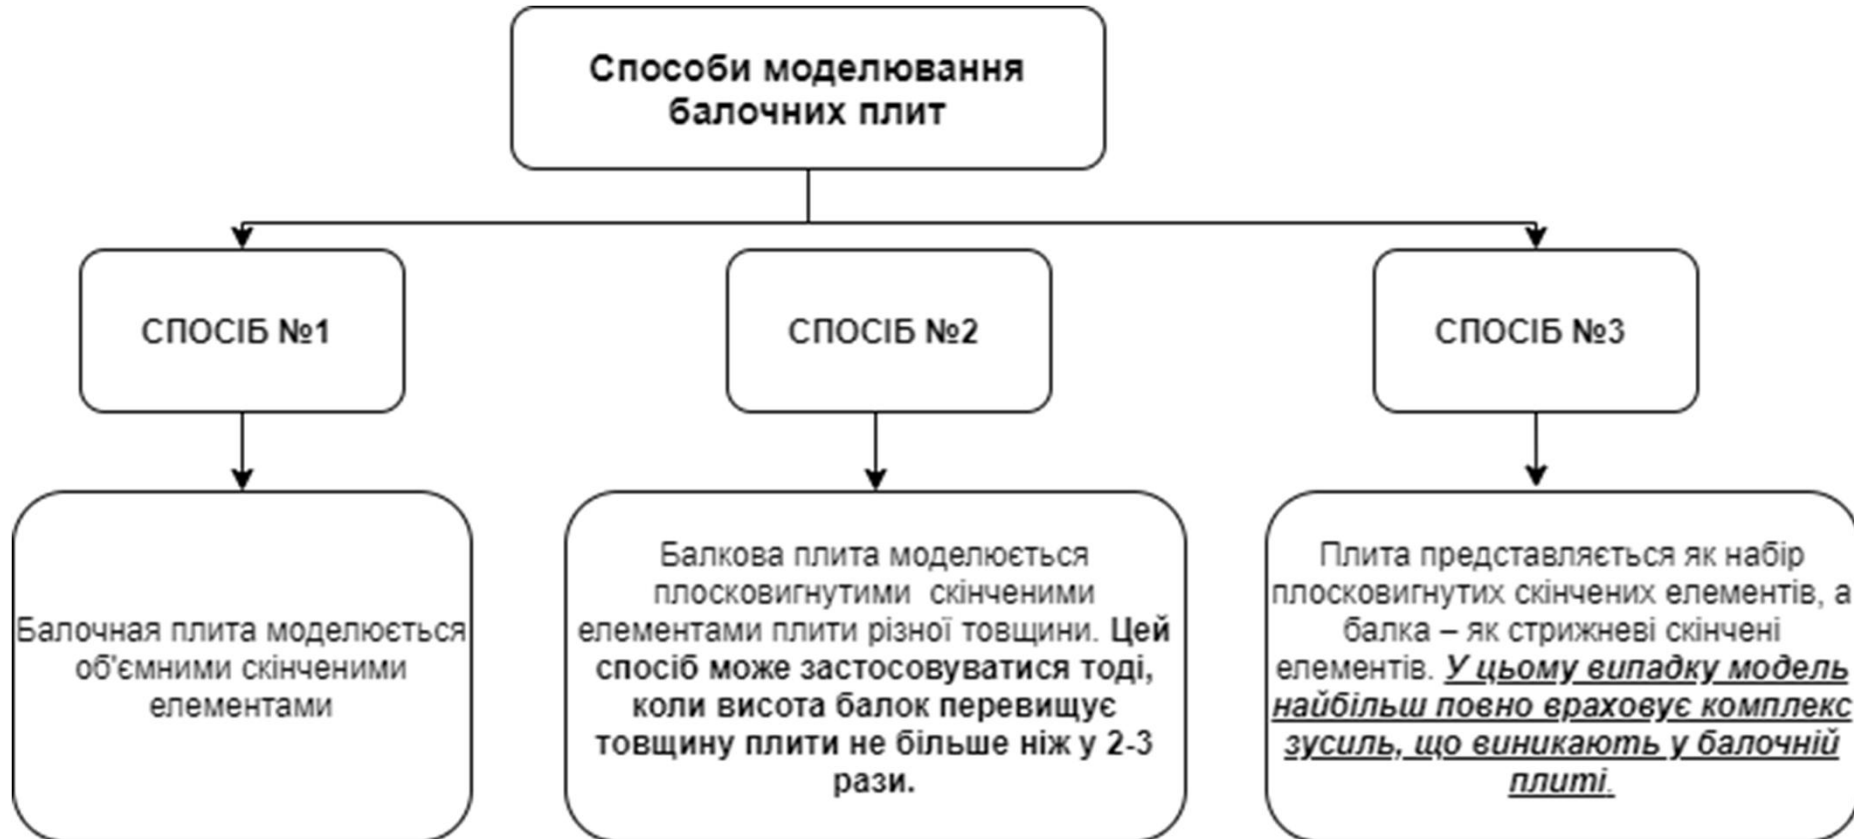 Способи моделювання
балочних плит
СПОСІБ №1
СПОСІБ №2
СПОСІБ №3
Балочная плита моделюється
об'ємними скінченими
елементами
Балкова плита моделюється
плосковигнутими скінченими
елементами плити різної товщини. Цей
спосіб може застосовуватися тоді,
коли висота балок перевищує
товщину плити не більше ніж у 2-3
рази.
Плита представляється як набір
плосковигнутих скінчених елементів, а
балка – як стрижневі скінчені
елементів. У цьому випадку модель
найбільш повно враховує комплекс
зусиль, що виникають у балочній
плиті.